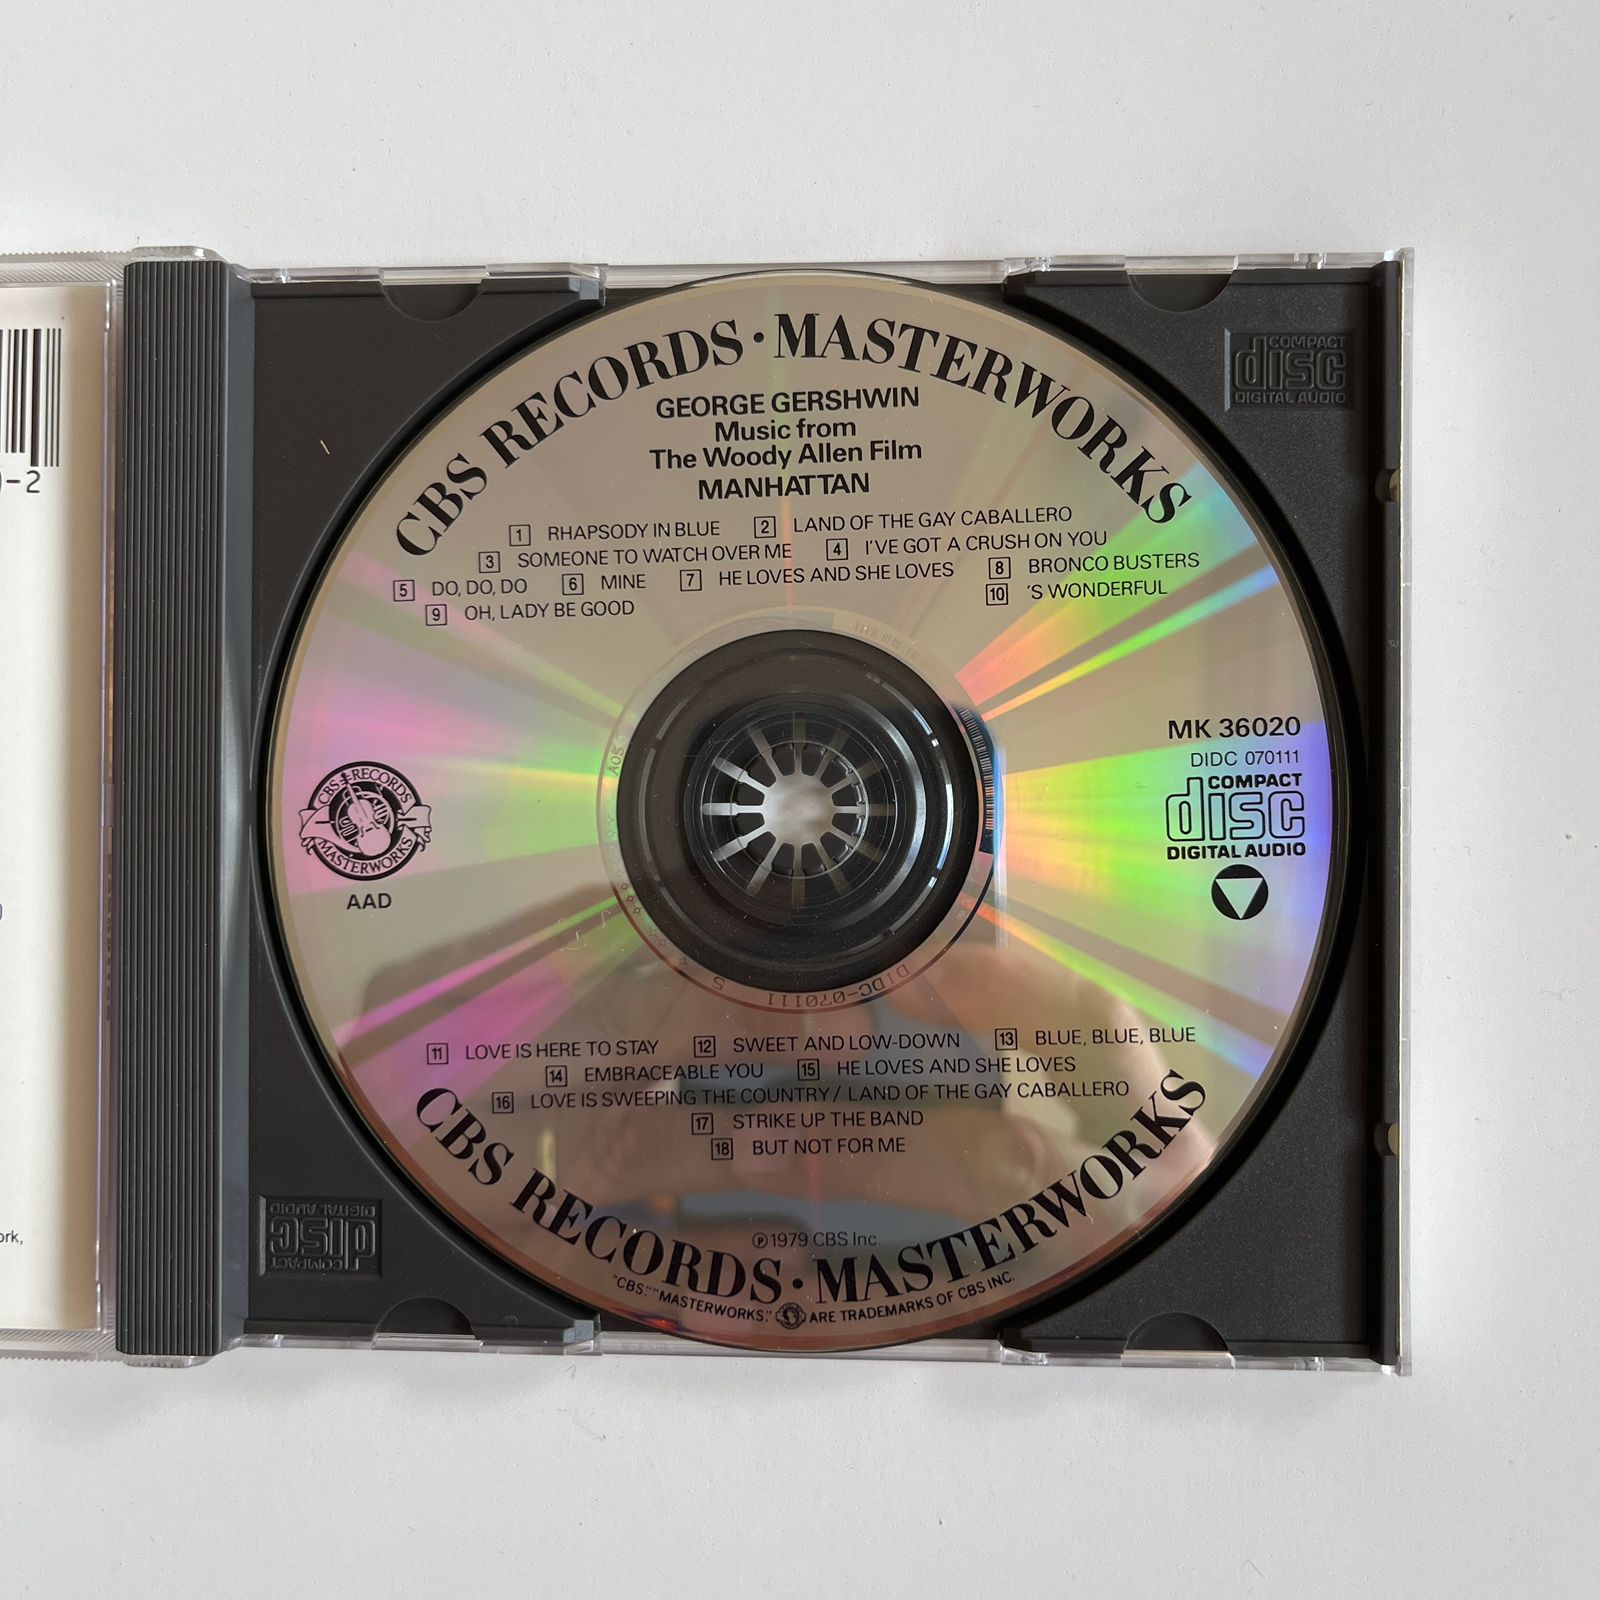 CBS RECORDS · MASTERWORKS
GEORGE GERSHWIN
Music from
The Woody Allen Film
MANHATTAN
1 RHAPSODY IN BLUE 2 LAND OF THE GAY CABALLERO
3 SOMEONE TO WATCH OVER ME 4 I'VE GOT A CRUSH ON YOU
5 DO, DO, DO 6 MINE 7 HE LOVES AND SHE LOVES 8 BRONCO BUSTERS
9 OH, LADY BE GOOD 10 'S WONDERFUL
MK 36020
DIDC 070111
COMPACT
disc
DIGITAL AUDIO
CBS RECORDS
MASTERWORKS
AAD
A05
DIDC-070111 5
11 LOVE IS HERE TO STAY 12 SWEET AND LOW-DOWN 13 BLUE, BLUE, BLUE
14 EMBRACEABLE YOU 15 HE LOVES AND SHE LOVES
16 LOVE IS SWEEPING THE COUNTRY / LAND OF THE GAY CABALLERO
17 STRIKE UP THE BAND
18 BUT NOT FOR ME
℗ 1979 CBS Inc.
CBS RECORDS · MASTERWORKS
"CBS," "MASTERWORKS," ARE TRADEMARKS OF CBS INC.
COMPACT
disc
DIGITAL AUDIO
COMPACT
disc
DIGITAL AUDIO
-2